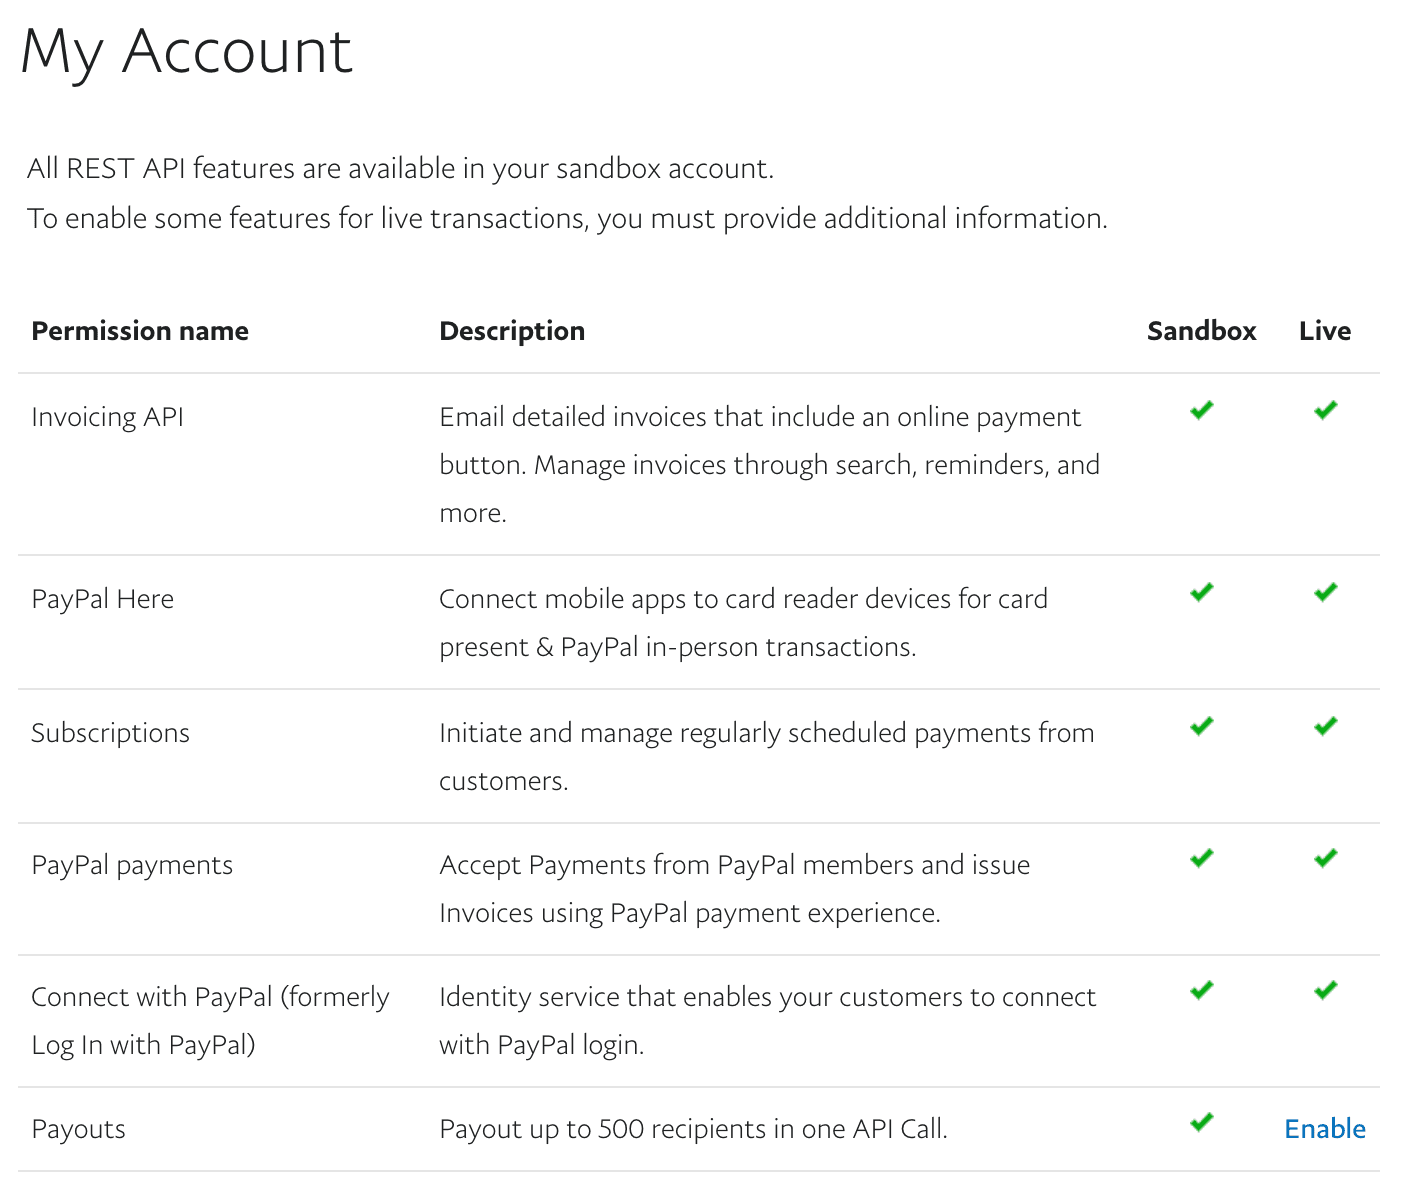 My Account
All REST API features are available in your sandbox account.
To enable some features for live transactions, you must provide additional information.
Permission name Description Sandbox Live
Invoicing API Email detailed invoices that include an online payment
button. Manage invoices through search, reminders, and
more.
PayPal Here Connect mobile apps to card reader devices for card
present & PayPal in-person transactions.
Subscriptions Initiate and manage regularly scheduled payments from
customers.
PayPal payments Accept Payments from PayPal members and issue
Invoices using PayPal payment experience.
Connect with PayPal (formerly Identity service that enables your customers to connect
Log In with PayPal) with PayPal login.
Payouts Payout up to 500 recipients in one API Call. Enable